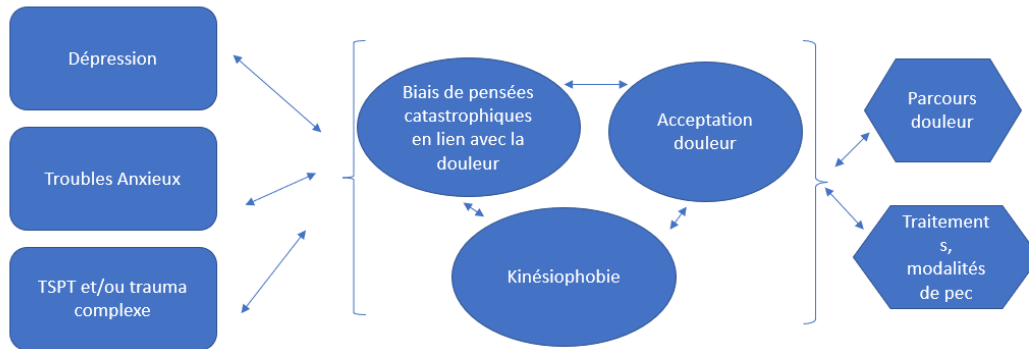 Dépression
Troubles Anxieux
TSPT et/ou trauma
complexe
Biais de pensées
catastrophiques
en lien avec la
douleur
Acceptation
douleur
Kinésiophobie
Parcours
douleur
Traitement
s,
modalités
de pec